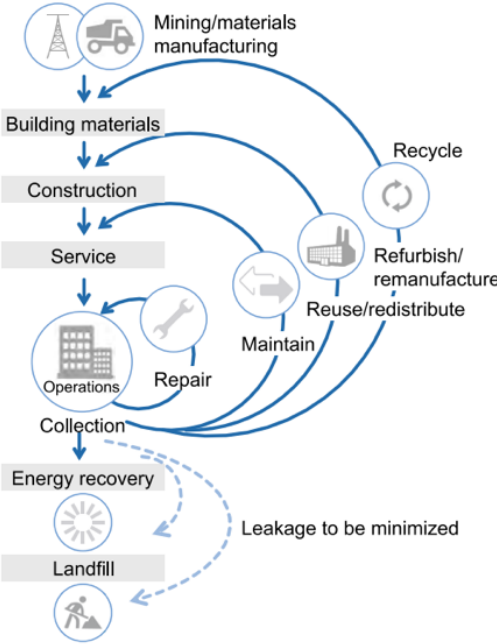 Mining/materials
manufacturing
Building materials
Recycle
Construction
Service
Refurbish/
remanufacture
Reuse/redistribute
Maintain
Operations
Repair
Collection
Energy recovery
Leakage to be minimized
Landfill